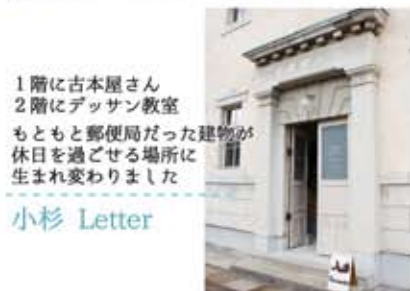 1階に古本屋さん
2階にデッサン教室
もともと郵便局だった建物が
休日を過ごせる場所に
生まれ変わりました
小杉 Letter